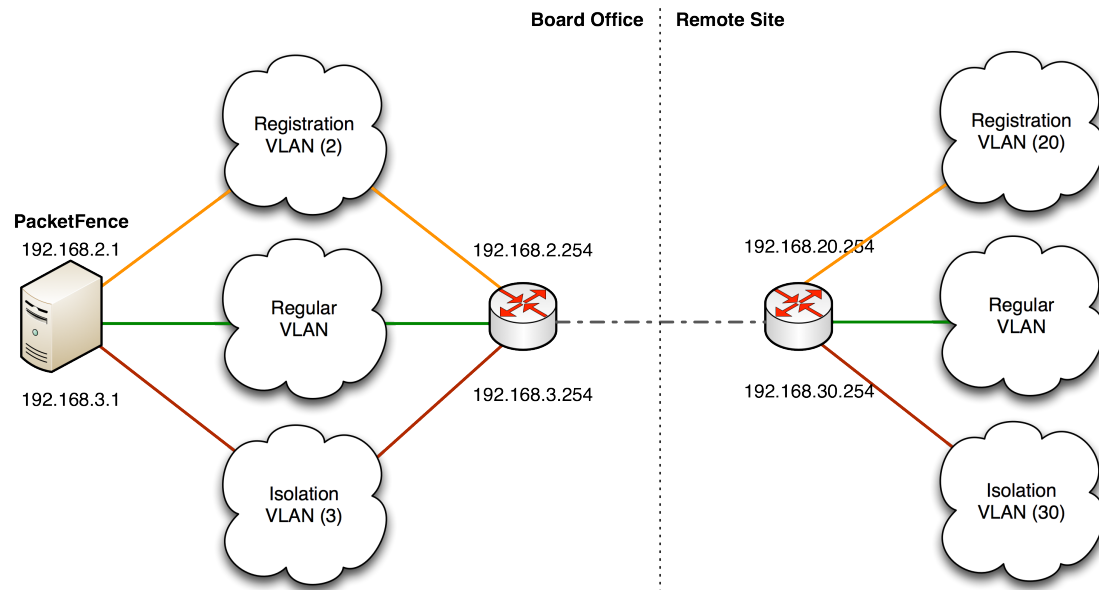 Board Office
Remote Site
Registration
VLAN (2)
Registration
VLAN (20)
PacketFence
192.168.2.1
192.168.2.254
192.168.20.254
Regular
VLAN
Regular
VLAN
192.168.3.1
192.168.3.254
192.168.30.254
Isolation
VLAN (3)
Isolation
VLAN (30)